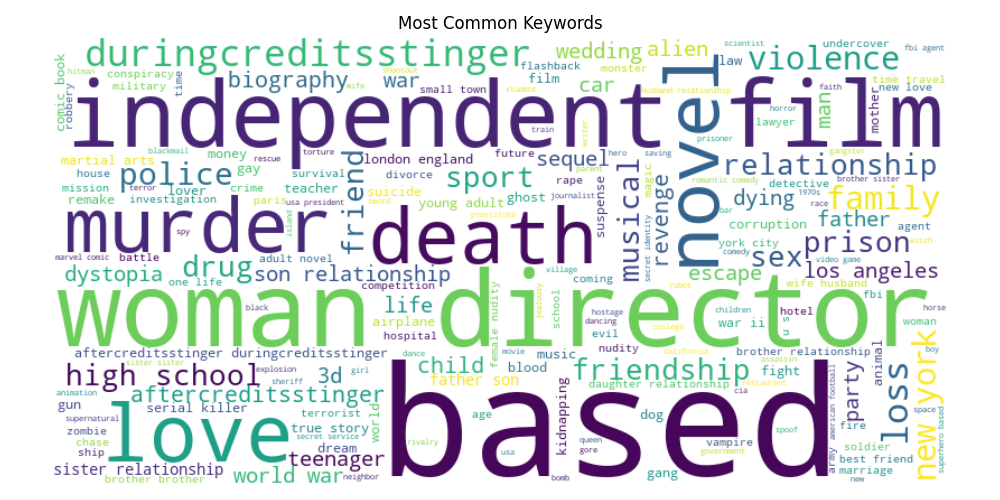 Most Common Keywords
duringcreditsstinger
wedding
alien
scientist
undercover
law
fbi agent
comic book
hitman
conspiracy
military
robbery
time
biography
war
shootout
wife
flashback
film
monster
small town
student
car
husband relationship
violence
horror
faith
time travel
new love
man
mother
lawyer
independent film
novel
blackmail
train
writer
prisoner
gangster
martial arts
money
rescue
torture
london england
future
sequel
hero
saving
relationship
house
police
gay
friend
divorce
parent
romantic comedy
detective
brother sister
mission
terror
lover
crime
survival
teacher
suicide
sport
rape
magic
dying
1970s
family
remake
investigation
paris
usa president
sword
young adult
ghost
journalist
suspense
musical
revenge
bar
race
father
agent
murder
spy
island
death
prostitute
secret identity
corruption
york city
comedy
sex
prison
witch
video game
marvel comic
battle
adult novel
dystopia
one life
drug
son relationship
village
coming
robot
escape
los angeles
wife husband
fbi
competition
life
black
airplane
hospital
female nudity
jealousy
school
hostage
dancing
evil
college
children
war ii
u s
hotel
horse
woman
woman director
aftercreditsstinger duringcreditsstinger
dance
movie
music
nudity
california
brother relationship
assassin
boy
sister sister
explosion
high school
sheriff
3d
girl
child
father son
blood
friendship
daughter relationship
restaurant
fight
cia
party
animal
loss
new york
animation
aftercreditsstinger
gun
supernatural
serial killer
terrorist
world
age
kidnapping
dog
american football
fire
space
superhero based
zombie
love
true story
secret service
rivalry
queen
gore
usa
based
vampire
spoof
government
army
soldier
chase
ship
dream
teenager
best friend
marriage
sister relationship
brother brother
world war
neighbor
bomb
gang
new